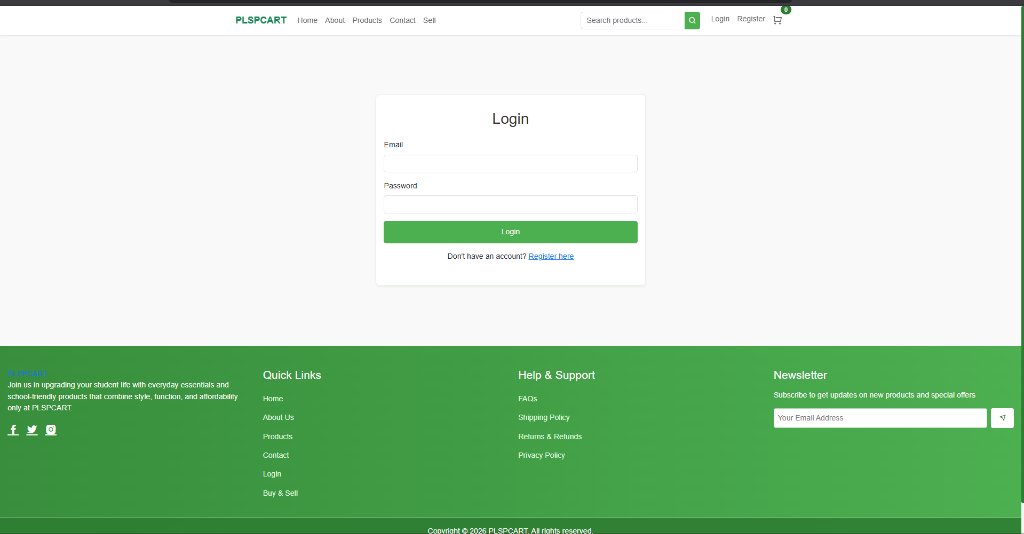 PLSPCART Home About Products Contact Sell Search products... Login Register 0
Login
Email
Password
Login
Don't have an account? Register here
PLSPCART
Join us in upgrading your student life with everyday essentials and
school-friendly products that combine style, function, and affordability
only at PLSPCART
Quick Links
Home
About Us
Products
Contact
Login
Buy & Sell
Help & Support
FAQs
Shipping Policy
Returns & Refunds
Privacy Policy
Newsletter
Subscribe to get updates on new products and special offers
Your Email Address
Copyright © 2026 PLSPCART. All rights reserved.